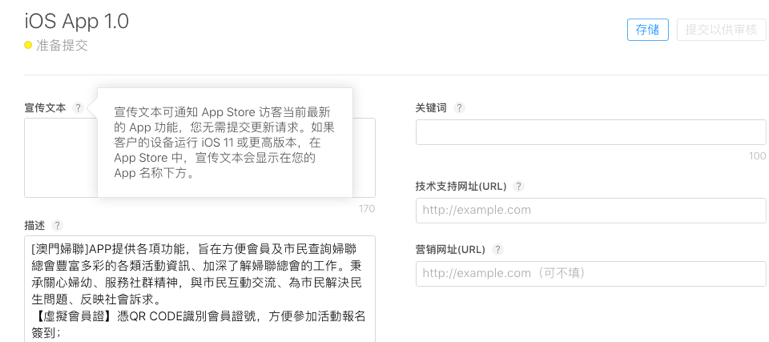 iOS App 1.0
准备提交
存储
提交以供审核
宣传文本 ?
宣传文本可通知 App Store 访客当前最新
的 App 功能，您无需提交更新请求。如果
客户的设备运行 iOS 11 或更高版本，在
App Store 中，宣传文本会显示在您的
App 名称下方。
170
描述 ?
[澳門婦聯]APP提供各項功能，旨在方便會員及市民查詢婦聯
總會豐富多彩的各類活動資訊、加深了解婦聯總會的工作。秉
承關心婦幼、服務社群精神，與市民互動交流、為市民解決民
生問題、反映社會訴求。
【虛擬會員證】憑QR CODE識別會員證號，方便參加活動報名
簽到；
关键词 ?
100
技术支持网址(URL) ?
http://example.com
营销网址(URL) ?
http://example.com（可不填）